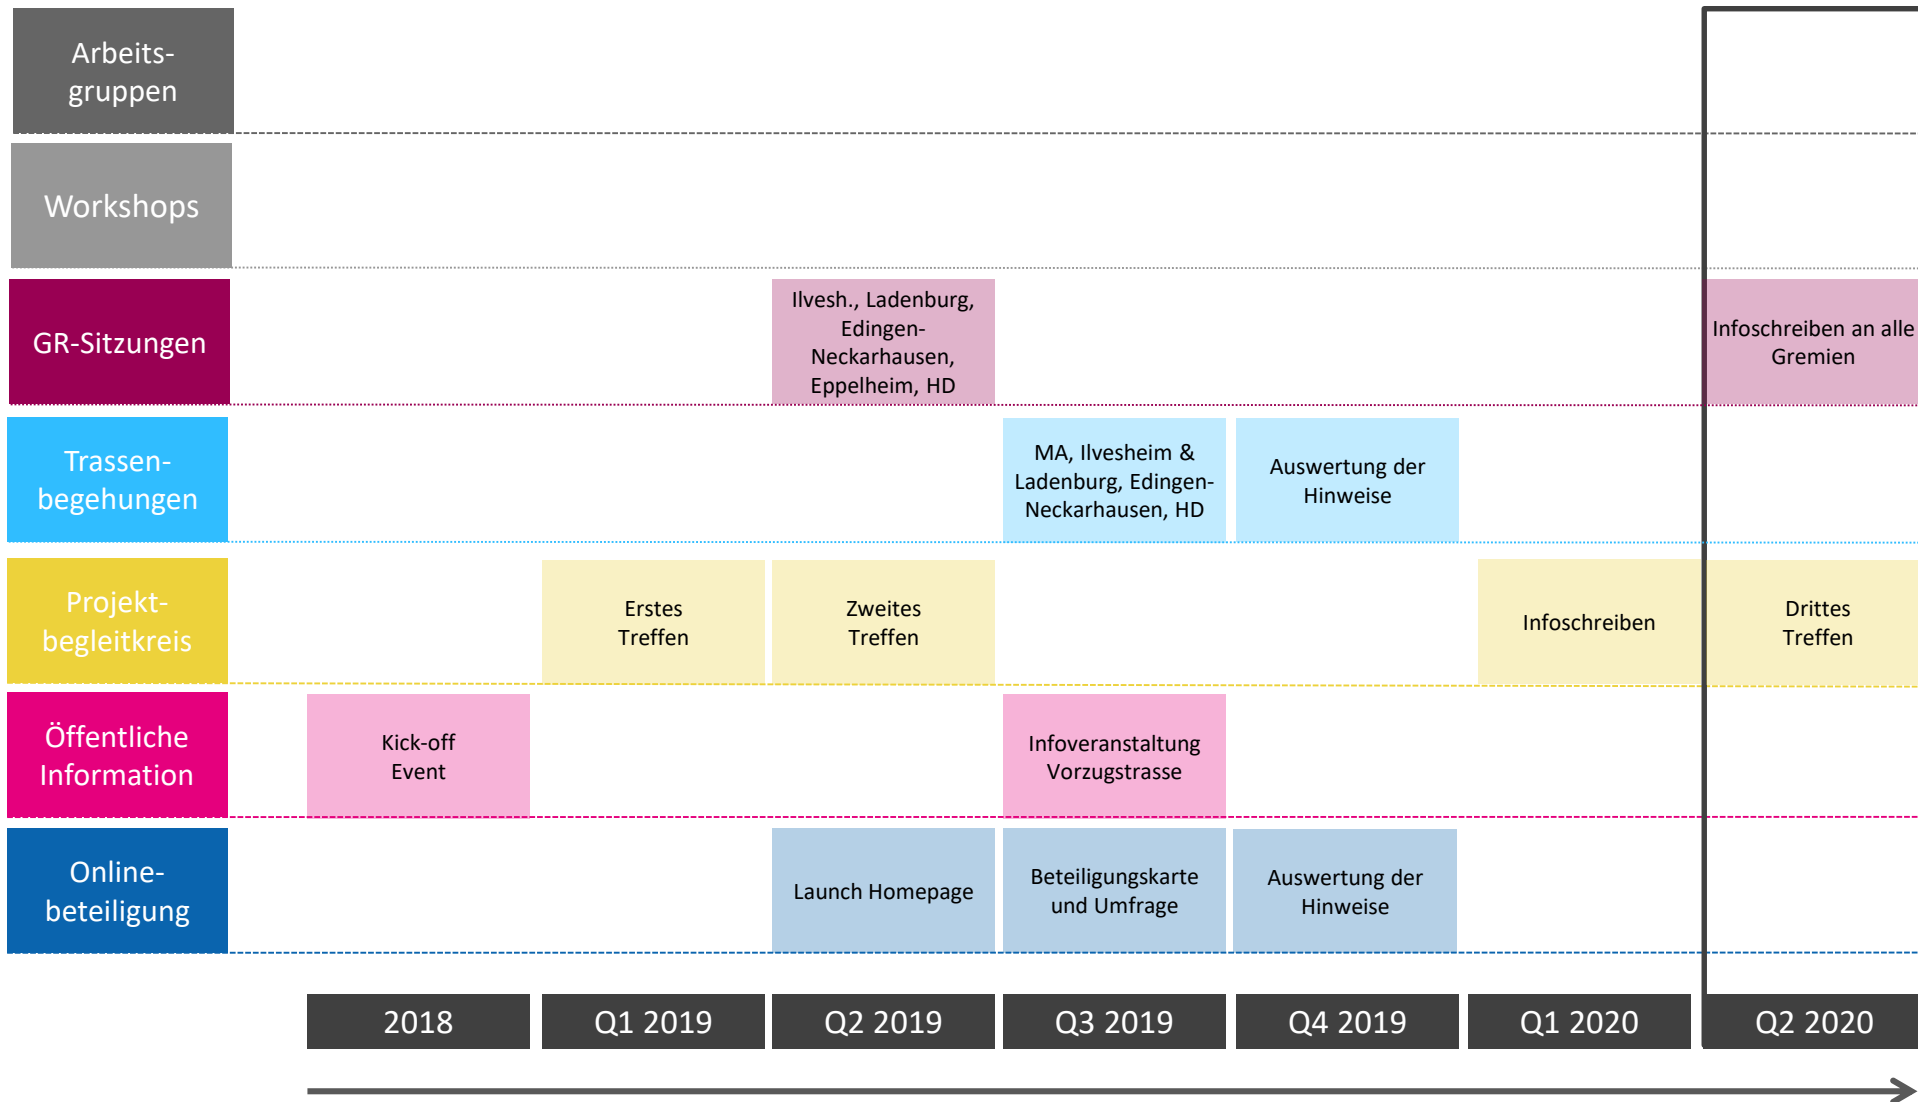 Arbeits-
gruppen
Workshops
GR-Sitzungen
Ilvesh., Ladenburg,
Edingen-
Neckarhausen,
Eppelheim, HD
Infoschreiben an alle
Gremien
Trassen-
begehungen
MA, Ilvesheim &
Ladenburg, Edingen-
Neckarhausen, HD
Auswertung der
Hinweise
Projekt-
begleitkreis
Erstes
Treffen
Zweites
Treffen
Infoschreiben
Drittes
Treffen
Öffentliche
Information
Kick-off
Event
Infoveranstaltung
Vorzugstrasse
Online-
beteiligung
Launch Homepage
Beteiligungskarte
und Umfrage
Auswertung der
Hinweise
2018
Q1 2019
Q2 2019
Q3 2019
Q4 2019
Q1 2020
Q2 2020